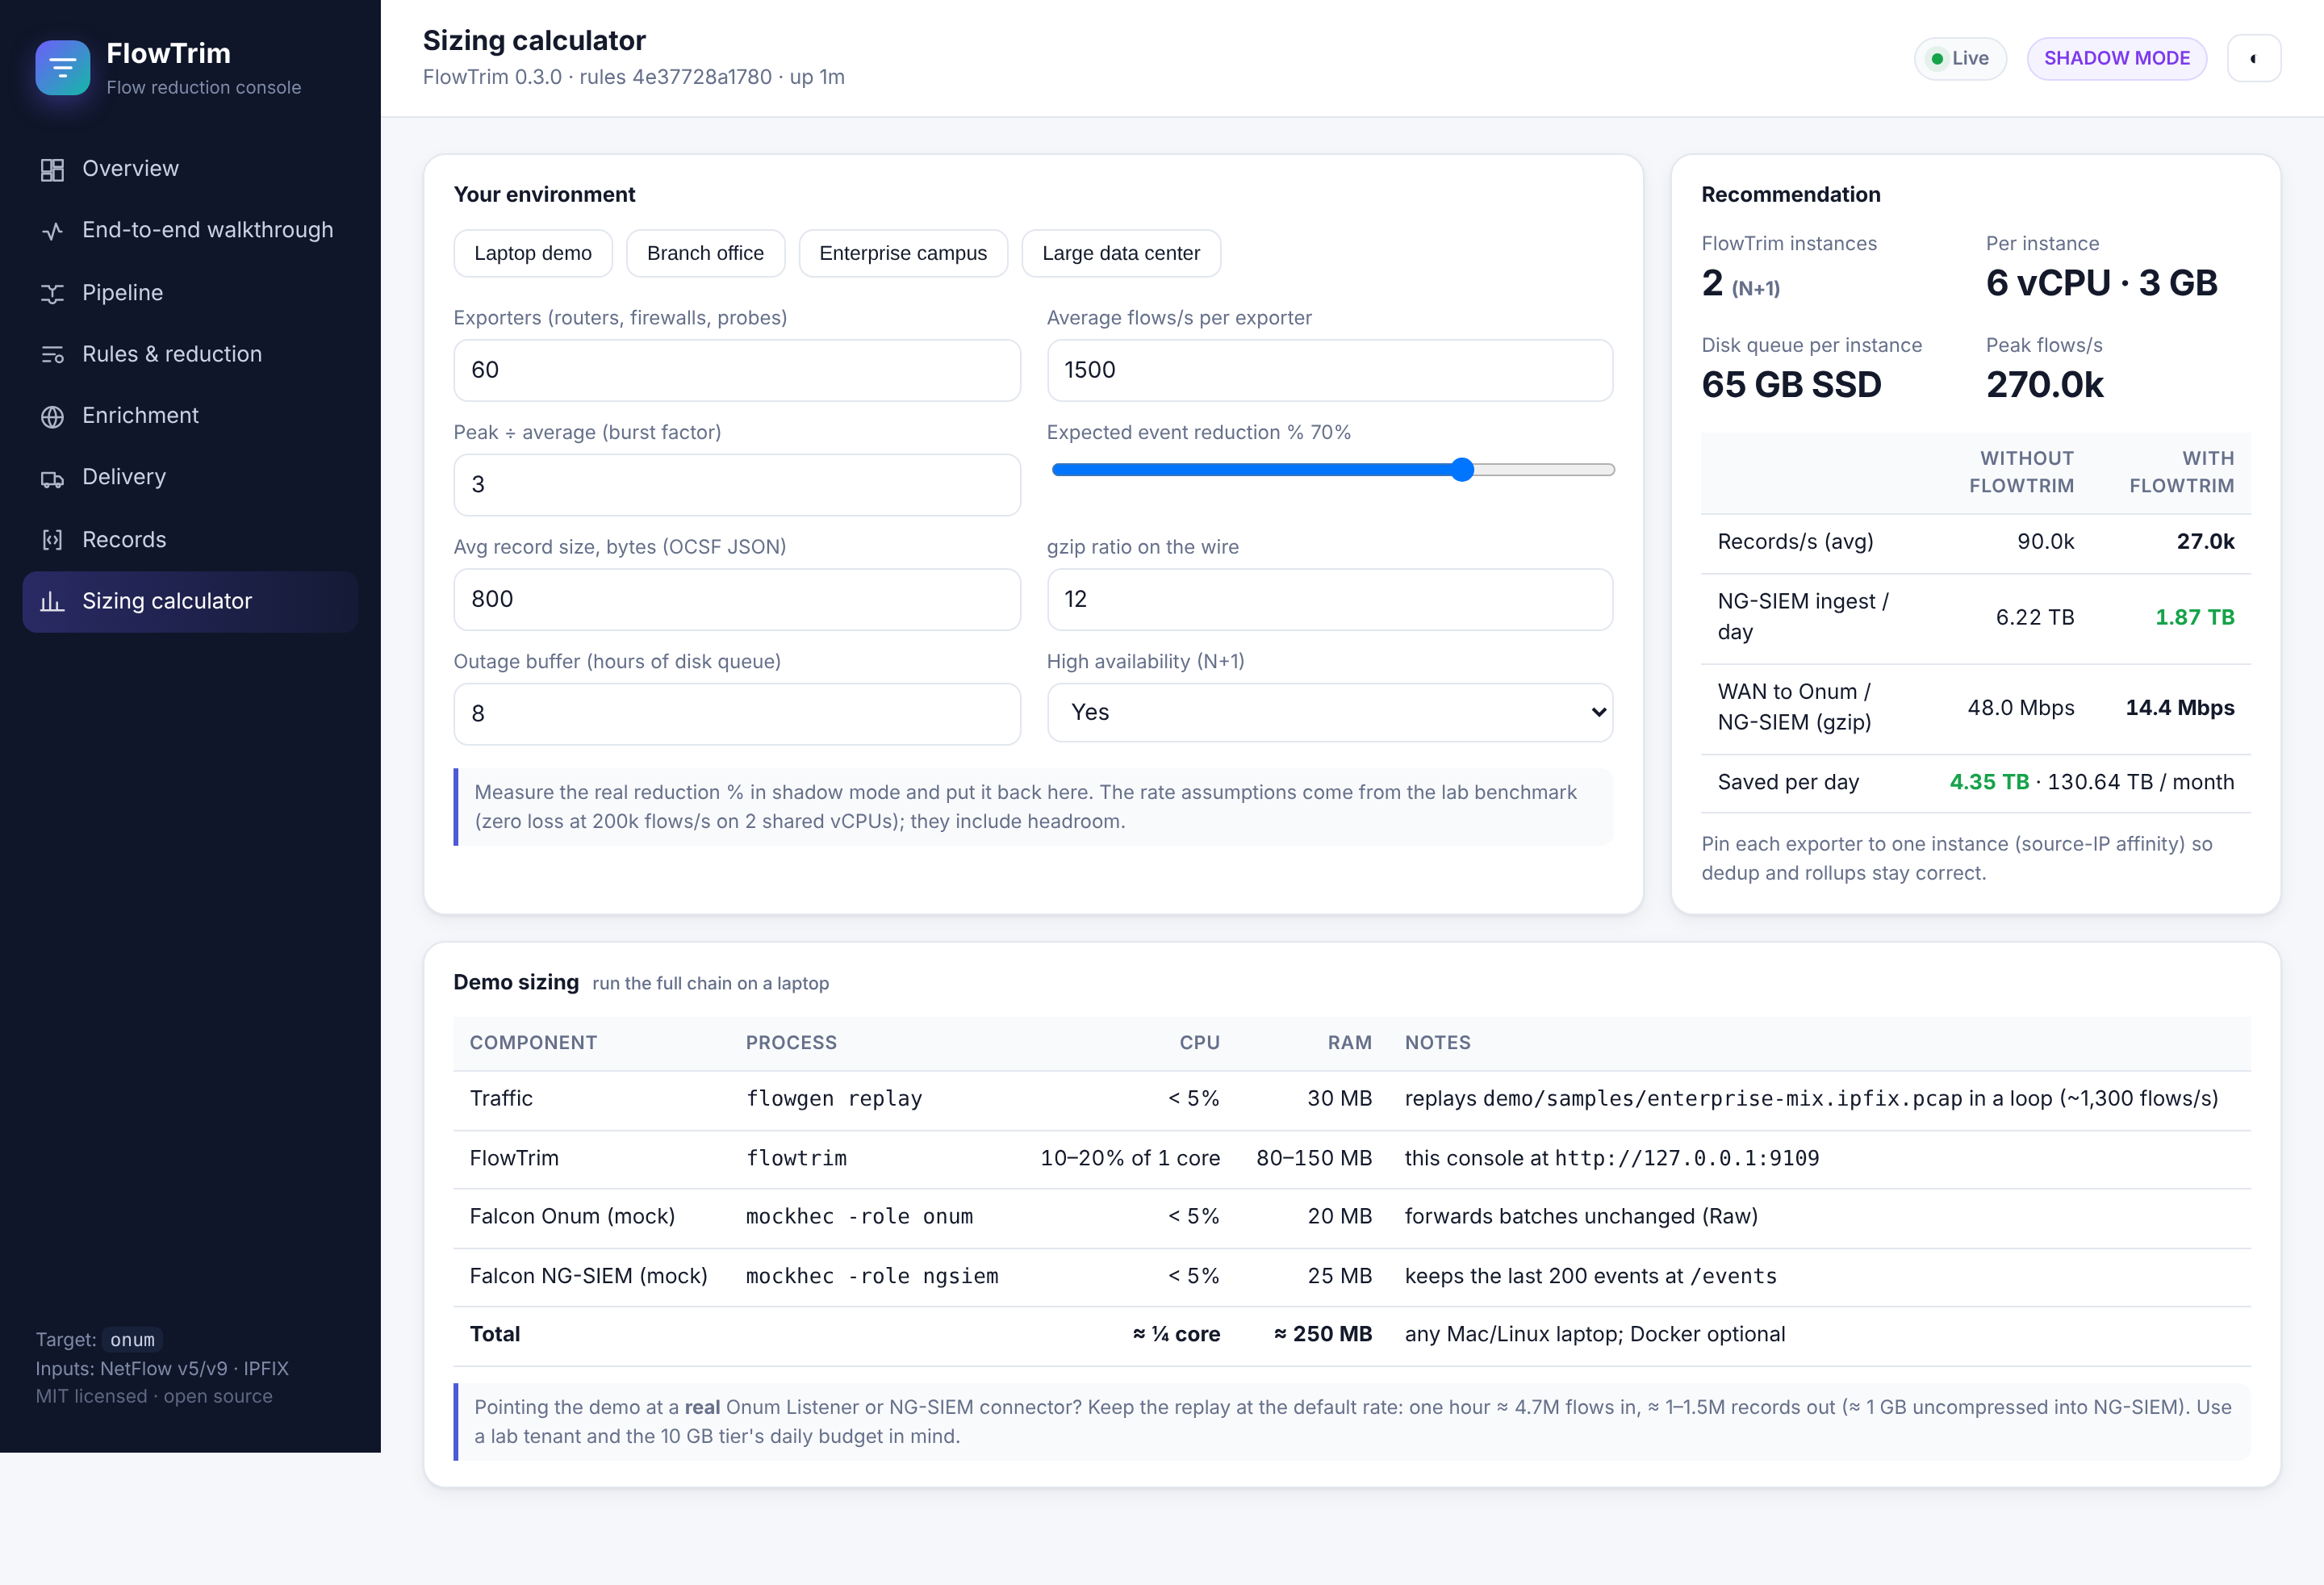 FlowTrim
Flow reduction console
Overview
End-to-end walkthrough
Pipeline
Rules & reduction
Enrichment
Delivery
Records
Sizing calculator
Target: onum
Inputs: NetFlow v5/v9 · IPFIX
MIT licensed · open source
Sizing calculator
FlowTrim 0.3.0 · rules 4e37728a1780 · up 1m
Live
SHADOW MODE
Your environment
Laptop demo
Branch office
Enterprise campus
Large data center
Exporters (routers, firewalls, probes)
60
Average flows/s per exporter
1500
Peak ÷ average (burst factor)
3
Expected event reduction % 70%
Avg record size, bytes (OCSF JSON)
800
gzip ratio on the wire
12
Outage buffer (hours of disk queue)
8
High availability (N+1)
Yes
Measure the real reduction % in shadow mode and put it back here. The rate assumptions come from the lab benchmark
(zero loss at 200k flows/s on 2 shared vCPUs); they include headroom.
Recommendation
FlowTrim instances
2 (N+1)
Per instance
6 vCPU · 3 GB
Disk queue per instance
65 GB SSD
Peak flows/s
270.0k
WITHOUT FLOWTRIM
WITH FLOWTRIM
Records/s (avg) 90.0k 27.0k
NG-SIEM ingest / day 6.22 TB 1.87 TB
WAN to Onum / NG-SIEM (gzip) 48.0 Mbps 14.4 Mbps
Saved per day 4.35 TB · 130.64 TB / month
Pin each exporter to one instance (source-IP affinity) so
dedup and rollups stay correct.
Demo sizing run the full chain on a laptop
COMPONENT PROCESS CPU RAM NOTES
Traffic flowgen replay < 5% 30 MB replays demo/samples/enterprise-mix.ipfix.pcap in a loop (~1,300 flows/s)
FlowTrim flowtrim 10–20% of 1 core 80–150 MB this console at http://127.0.0.1:9109
Falcon Onum (mock) mockhec -role onum < 5% 20 MB forwards batches unchanged (Raw)
Falcon NG-SIEM (mock) mockhec -role ngsiem < 5% 25 MB keeps the last 200 events at /events
Total ≈ ¼ core ≈ 250 MB any Mac/Linux laptop; Docker optional
Pointing the demo at a real Onum Listener or NG-SIEM connector? Keep the replay at the default rate: one hour ≈ 4.7M flows in, ≈ 1–1.5M records out (≈ 1 GB uncompressed into NG-SIEM). Use
a lab tenant and the 10 GB tier's daily budget in mind.